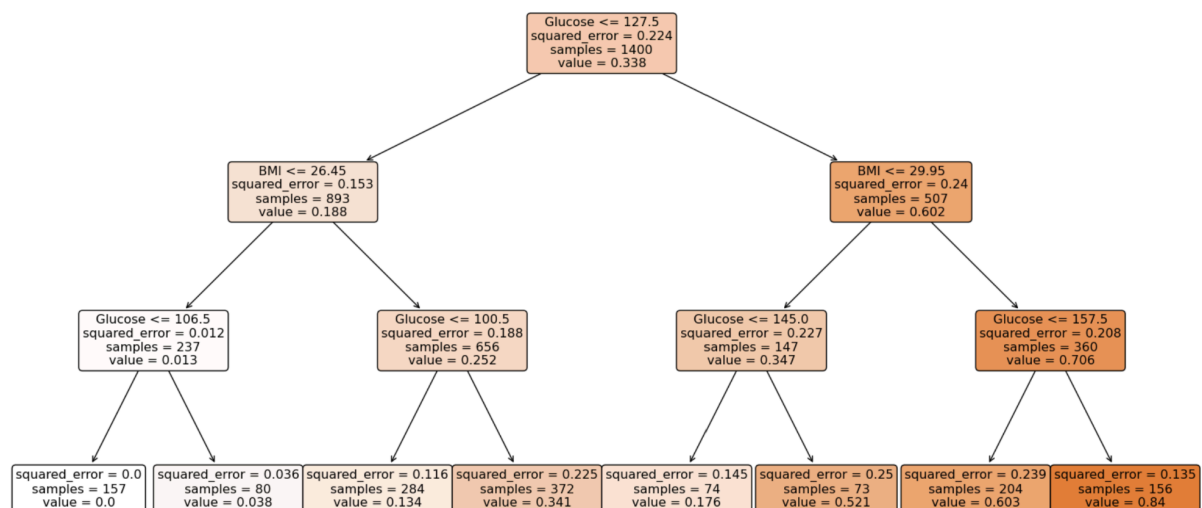 Glucose <= 127.5
squared_error = 0.224
samples = 1400
value = 0.338
BMI <= 26.45
squared_error = 0.153
samples = 893
value = 0.188
BMI <= 29.95
squared_error = 0.24
samples = 507
value = 0.602
Glucose <= 106.5
squared_error = 0.012
samples = 237
value = 0.013
Glucose <= 100.5
squared_error = 0.188
samples = 656
value = 0.252
Glucose <= 145.0
squared_error = 0.227
samples = 147
value = 0.347
Glucose <= 157.5
squared_error = 0.208
samples = 360
value = 0.706
squared_error = 0.0
samples = 157
value = 0.0
squared_error = 0.036
samples = 80
value = 0.038
squared_error = 0.116
samples = 284
value = 0.134
squared_error = 0.225
samples = 372
value = 0.341
squared_error = 0.145
samples = 74
value = 0.176
squared_error = 0.25
samples = 73
value = 0.521
squared_error = 0.239
samples = 204
value = 0.603
squared_error = 0.135
samples = 156
value = 0.84